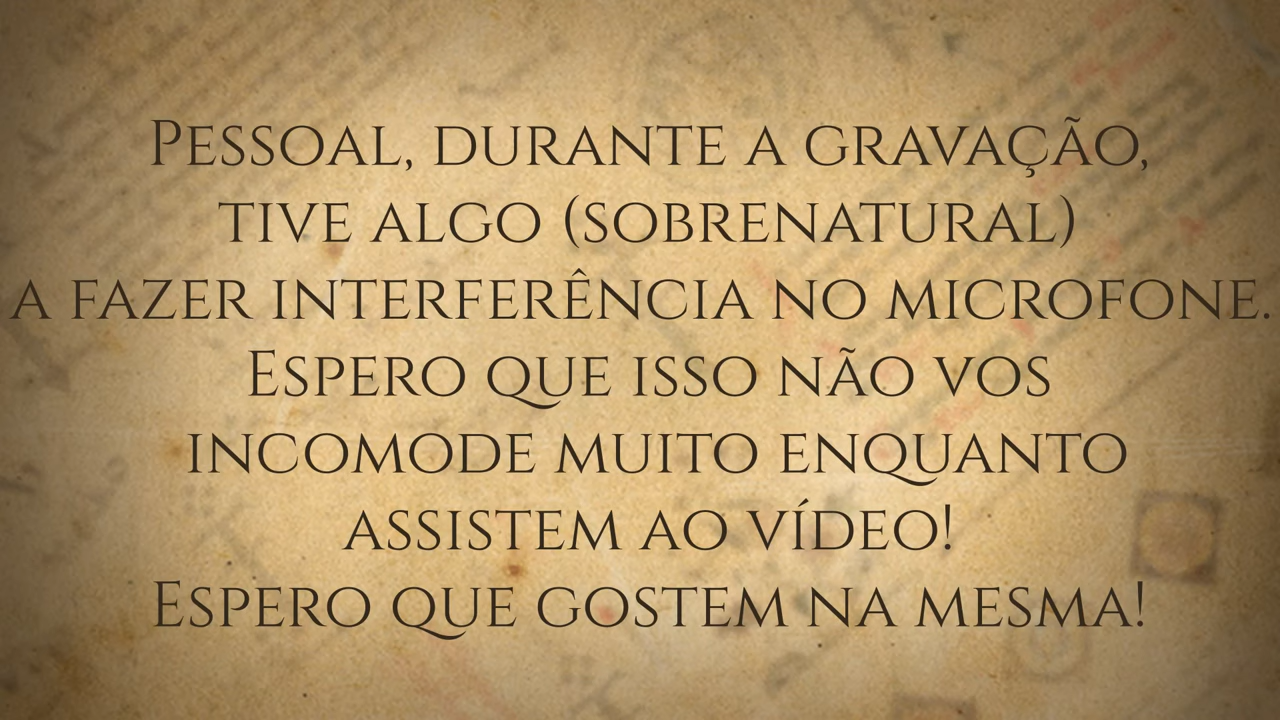 Pessoal, durante a gravação,
tive algo (sobrenatural)
a fazer interferência no microfone.
Espero que isso não vos
incomode muito enquanto
assistem ao vídeo!
Espero que gostem na mesma!